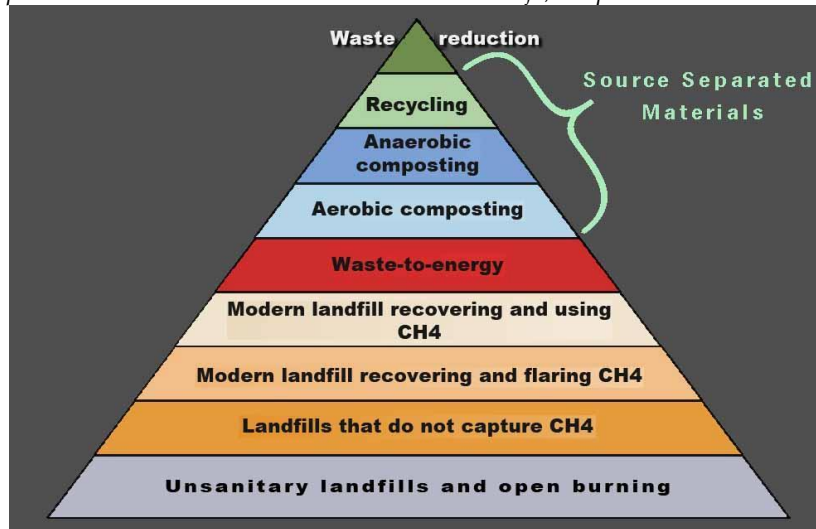 Waste reduction
Source Separated
Materials
Recycling
Anaerobic
composting
Aerobic composting
Waste-to-energy
Modern landfill recovering and using
CH4
Modern landfill recovering and flaring CH4
Landfills that do not capture CH4
Unsanitary landfills and open burning